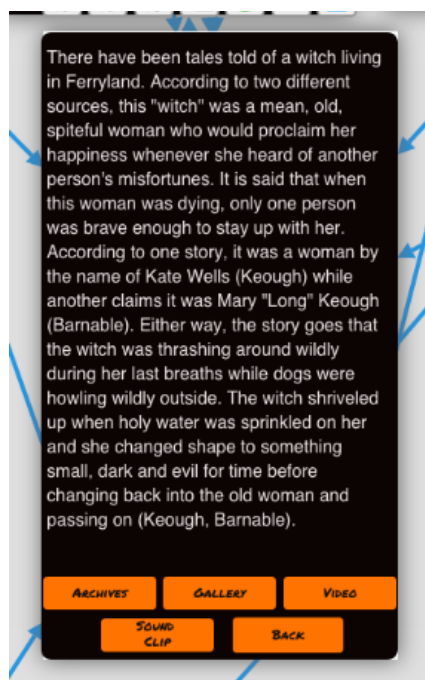 There have been tales told of a witch living
in Ferryland. According to two different
sources, this "witch" was a mean, old,
spiteful woman who would proclaim her
happiness whenever she heard of another
person's misfortunes. It is said that when
this woman was dying, only one person
was brave enough to stay up with her.
According to one story, it was a woman by
the name of Kate Wells (Keough) while
another claims it was Mary "Long" Keough
(Barnable). Either way, the story goes that
the witch was thrashing around wildly
during her last breaths while dogs were
howling wildly outside. The witch shriveled
up when holy water was sprinkled on her
and she changed shape to something
small, dark and evil for time before
changing back into the old woman and
passing on (Keough, Barnable).
Archives Gallery Video
Sound
Clip
Back